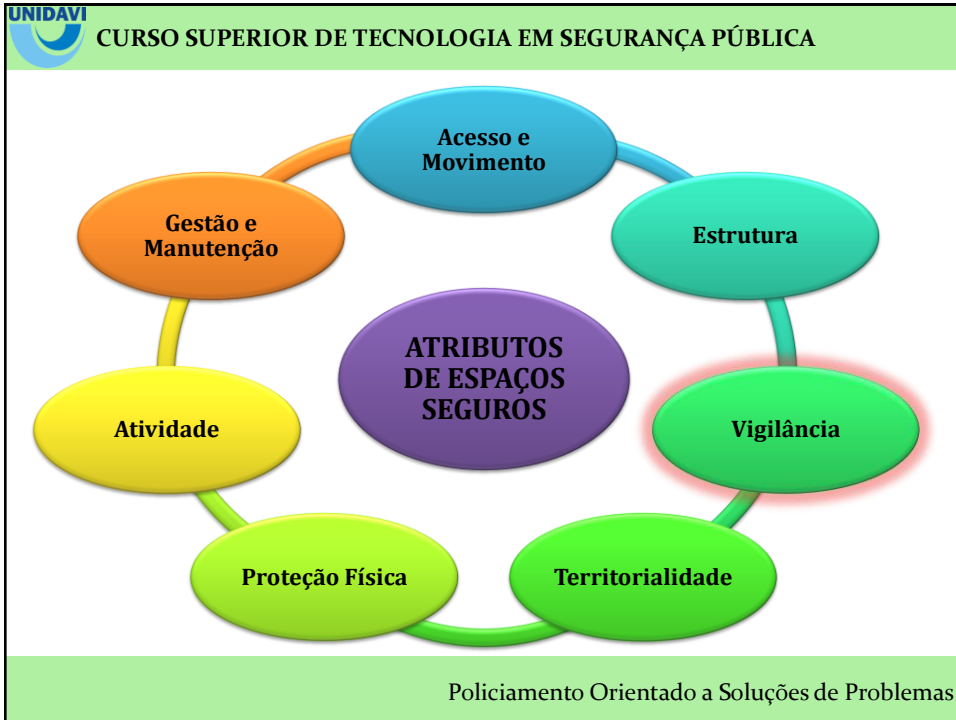 UNIDAVI
CURSO SUPERIOR DE TECNOLOGIA EM SEGURANÇA PÚBLICA
Acesso e
Movimento
Estrutura
Vigilância
Territorialidade
Proteção Física
Atividade
Gestão e
Manutenção
ATRIBUTOS
DE ESPAÇOS
SEGUROS
Policiamento Orientado a Soluções de Problemas